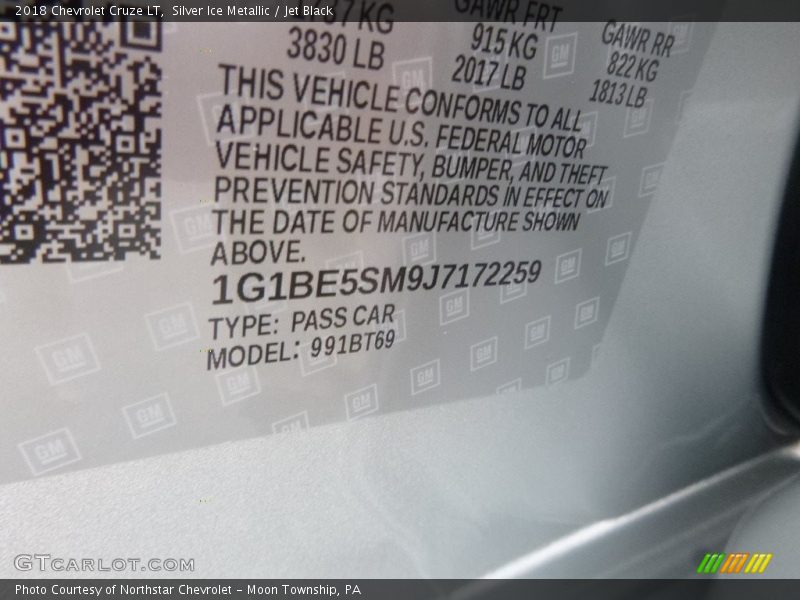 2018 Chevrolet Cruze LT, Silver Ice Metallic / Jet Black
KG
3830 LB
GAWR FRT
915 KG
2017 LB
GAWR RR
822 KG
1813 LB
THIS VEHICLE CONFORMS TO ALL
APPLICABLE U.S. FEDERAL MOTOR
VEHICLE SAFETY, BUMPER, AND THEFT
PREVENTION STANDARDS IN EFFECT ON
THE DATE OF MANUFACTURE SHOWN
ABOVE.
1G1BE5SM9J7172259
TYPE: PASS CAR
MODEL: 991BT69
GM
GTCARLOT.COM
Photo Courtesy of Northstar Chevrolet - Moon Township, PA